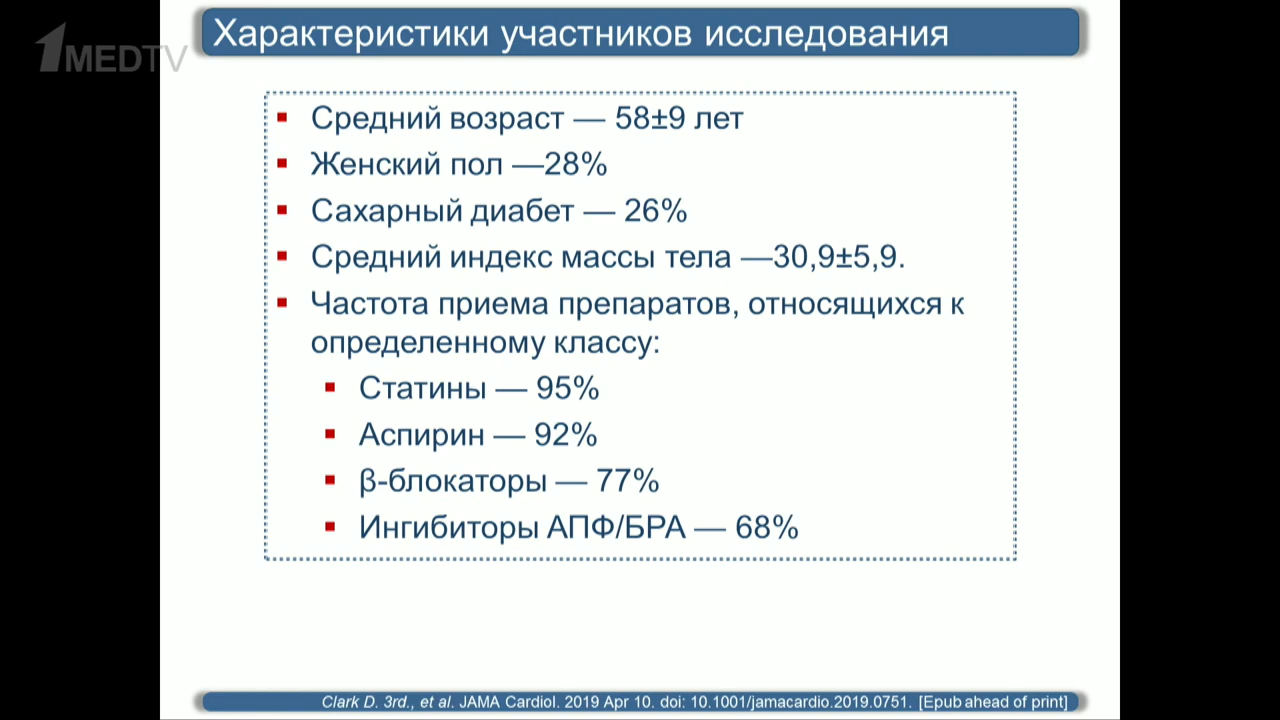 Характеристики участников исследования
1MEDTV
Средний возраст — 58±9 лет
Женский пол —28%
Сахарный диабет — 26%
Средний индекс массы тела —30,9±5,9.
Частота приема препаратов, относящихся к
определенному классу:
Статины — 95%
Аспирин — 92%
β-блокаторы — 77%
Ингибиторы АПФ/БРА — 68%
Clark D. 3rd., et al. JAMA Cardiol. 2019 Apr 10. doi: 10.1001/jamacardio.2019.0751. [Epub ahead of print]